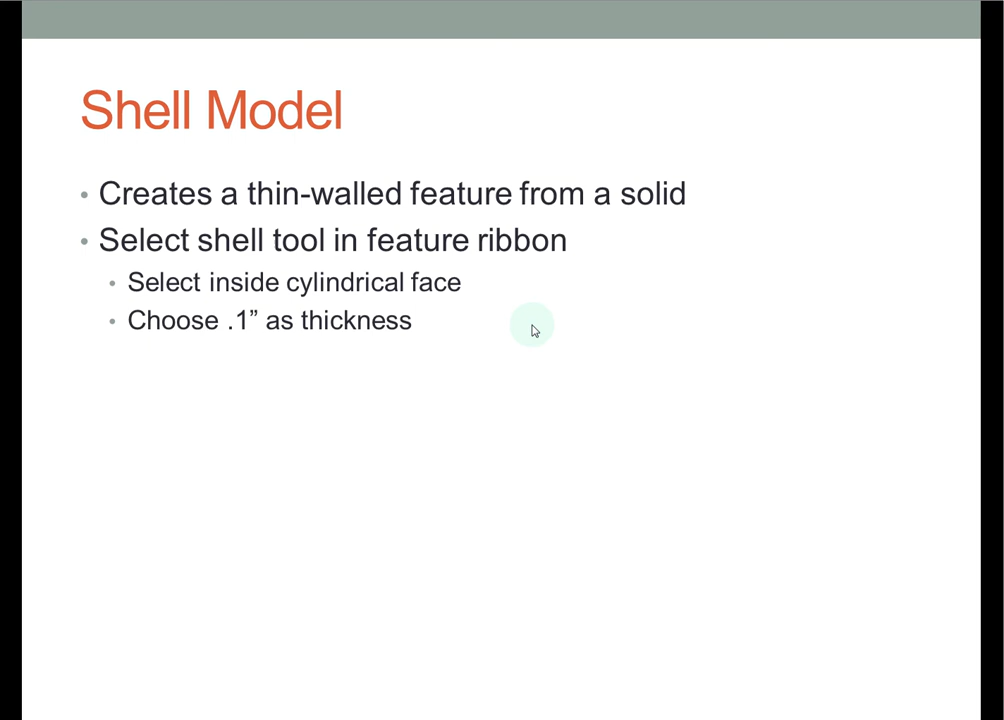 Shell Model
• Creates a thin-walled feature from a solid
• Select shell tool in feature ribbon
• Select inside cylindrical face
• Choose .1” as thickness